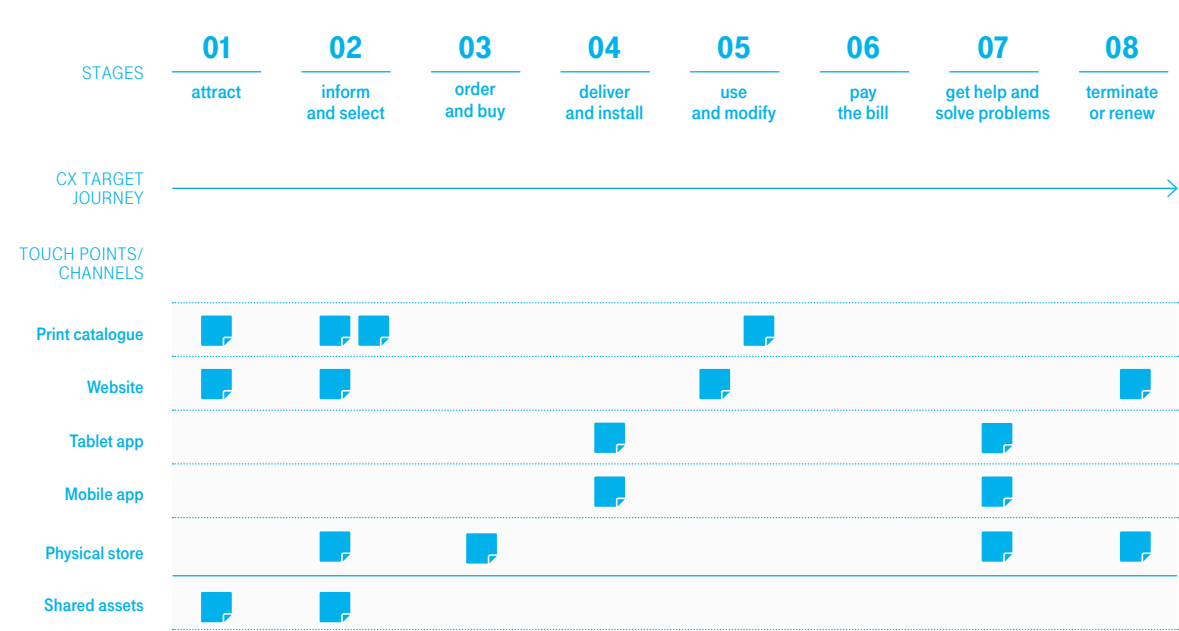 STAGES
01
attract
02
inform
and select
03
order
and buy
04
deliver
and install
05
use
and modify
06
pay
the bill
07
get help and
solve problems
08
terminate
or renew
CX TARGET
JOURNEY
TOUCH POINTS/
CHANNELS
Print catalogue
Website
Tablet app
Mobile app
Physical store
Shared assets